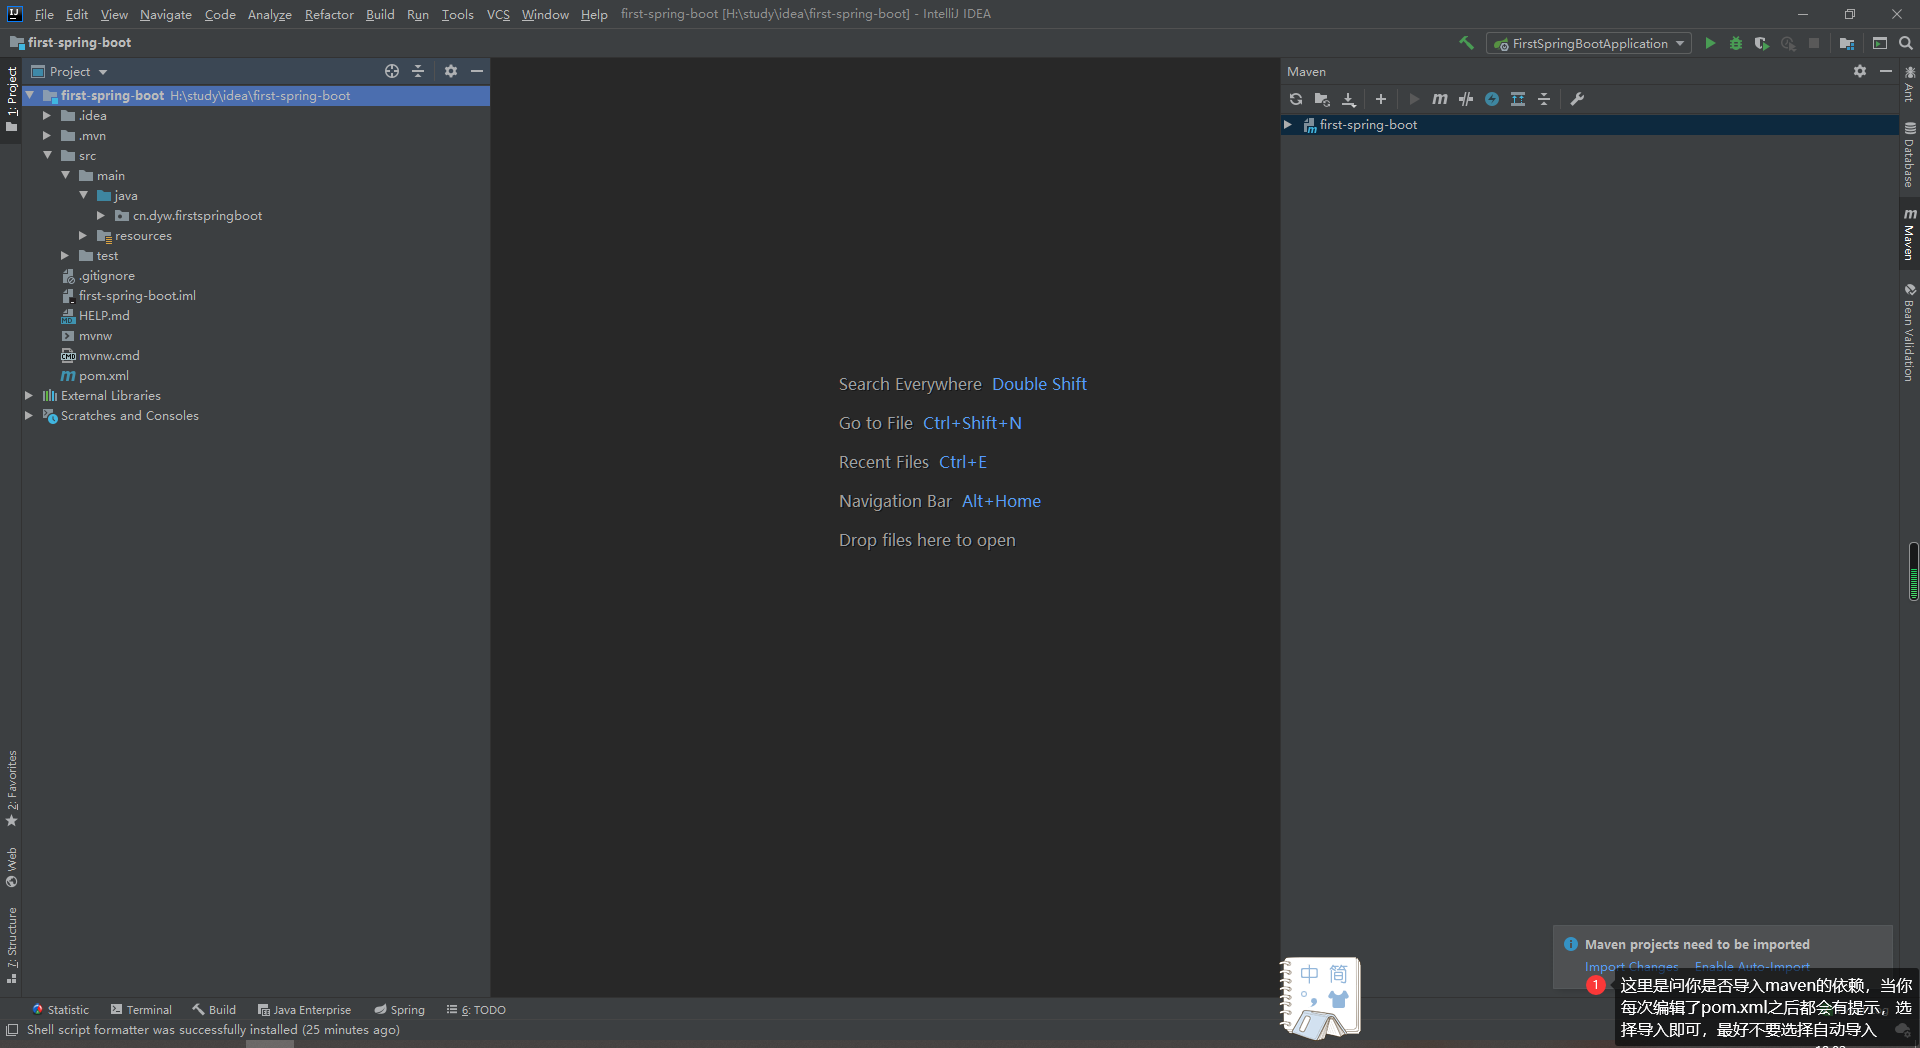 File Edit View Navigate Code Analyze Refactor Build Run Tools VCS Window Help first-spring-boot [H:\study\idea\first-spring-boot] - IntelliJ IDEA
first-spring-boot
FirstSpringBootApplication
1: Project
Project
first-spring-boot H:\study\idea\first-spring-boot
.idea
.mvn
src
main
java
cn.dyw.firstspringboot
resources
test
.gitignore
first-spring-boot.iml
HELP.md
mvnw
mvnw.cmd
pom.xml
External Libraries
Scratches and Consoles
Search Everywhere Double Shift
Go to File Ctrl+Shift+N
Recent Files Ctrl+E
Navigation Bar Alt+Home
Drop files here to open
Maven
first-spring-boot
Ant
Database
Maven
Bean Validation
2: Favorites
Web
7: Structure
Maven projects need to be imported
Import Changes Enable Auto-Import
1
这里是问你是否导入maven的依赖，当你
每次编辑了pom.xml之后都会有提示，选
择导入即可，最好不要选择自动导入
中 简
Statistic Terminal Build Java Enterprise Spring 6: TODO
Shell script formatter was successfully installed (25 minutes ago)